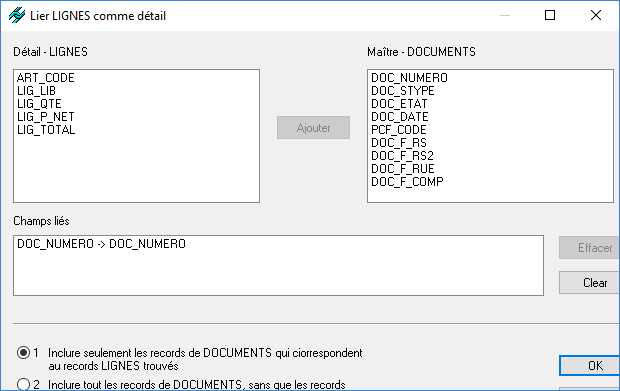 Lier LIGNES comme détail
Détail - LIGNES
Maître - DOCUMENTS
ART_CODE
LIG_LIB
LIG_QTE
LIG_P_NET
LIG_TOTAL
Ajouter
DOC_NUMERO
DOC_STYPE
DOC_ETAT
DOC_DATE
PCF_CODE
DOC_F_RS
DOC_F_RS2
DOC_F_RUE
DOC_F_COMP
Champs liés
DOC_NUMERO -> DOC_NUMERO
Effacer
Clear
1 Inclure seulement les records de DOCUMENTS qui ciorrespondent
au records LIGNES trouvés
OK
2 Inclure tout les records de DOCUMENTS, sans que les records